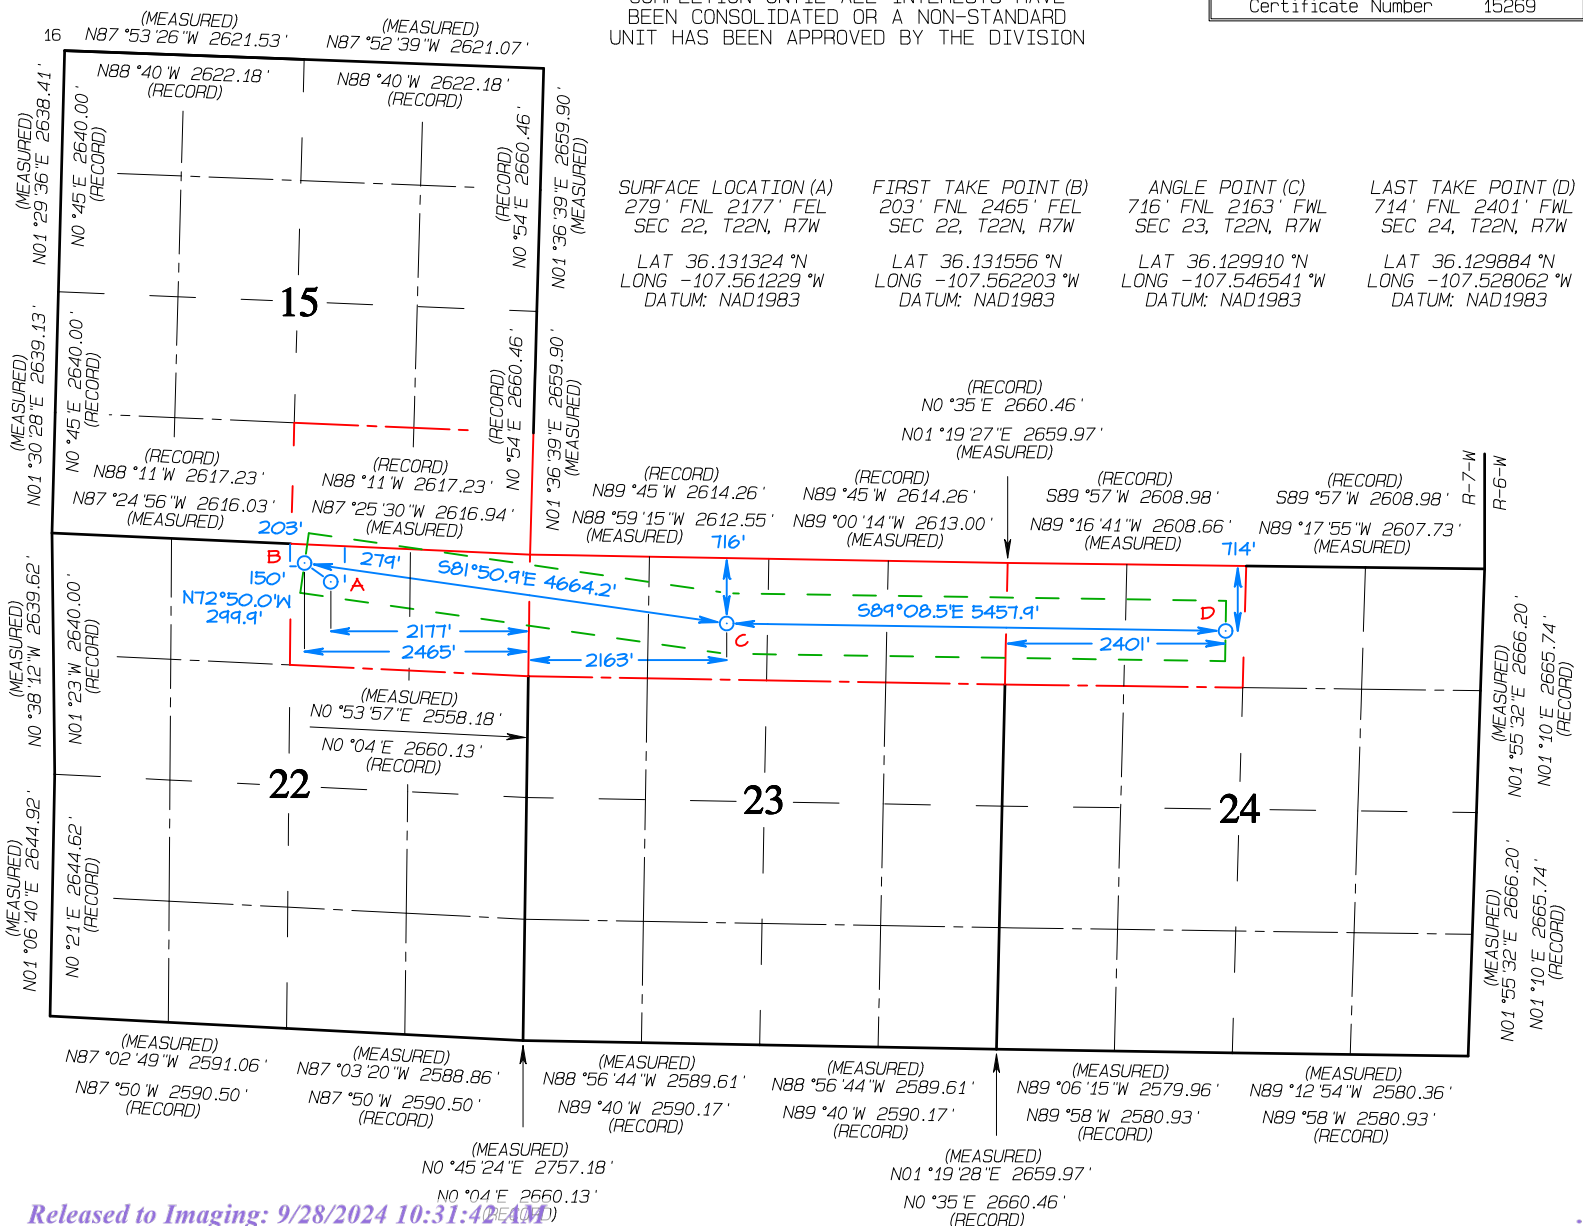 COMPLETION UNTIL ALL INTERESTS HAVE
BEEN CONSOLIDATED OR A NON-STANDARD
UNIT HAS BEEN APPROVED BY THE DIVISION
Certificate Number 15269
16
(MEASURED)
N87°53'26"W 2621.53'
(MEASURED)
N87°52'39"W 2621.07'
N88°40'W 2622.18'
(RECORD)
N88°40'W 2622.18'
(RECORD)
(MEASURED)
N01°29'36"E 2638.41'
N0°45'E 2640.00'
(RECORD)
(RECORD)
N0°54'E 2660.46'
N01°36'39"E 2659.90'
(MEASURED)
SURFACE LOCATION (A)
279' FNL 2177' FEL
SEC 22, T22N, R7W
LAT 36.131324 °N
LONG -107.561229 °W
DATUM: NAD1983
FIRST TAKE POINT (B)
203' FNL 2465' FEL
SEC 22, T22N, R7W
LAT 36.131556 °N
LONG -107.562203 °W
DATUM: NAD1983
ANGLE POINT (C)
716' FNL 2163' FWL
SEC 23, T22N, R7W
LAT 36.129910 °N
LONG -107.546541 °W
DATUM: NAD1983
LAST TAKE POINT (D)
714' FNL 2401' FWL
SEC 24, T22N, R7W
LAT 36.129884 °N
LONG -107.528062 °W
DATUM: NAD1983
15
(MEASURED)
N01°30'28"E 2639.13'
N0°45'E 2640.00'
(RECORD)
(RECORD)
N0°54'E 2660.46'
N01°36'39"E 2659.90'
(MEASURED)
(RECORD)
N0°35'E 2660.46'
N01°19'27"E 2659.97'
(MEASURED)
(RECORD)
N88°11'W 2617.23'
N87°24'56"W 2616.03'
(MEASURED)
(RECORD)
N88°11'W 2617.23'
N87°25'30"W 2616.94'
(MEASURED)
(RECORD)
N89°45'W 2614.26'
N88°59'15"W 2612.55'
(MEASURED)
(RECORD)
N89°45'W 2614.26'
N89°00'14"W 2613.00'
(MEASURED)
(RECORD)
S89°57'W 2608.98'
N89°16'41"W 2608.66'
(MEASURED)
(RECORD)
S89°57'W 2608.98'
N89°17'55"W 2607.73'
(MEASURED)
R-7-W
R-6-W
203'
B
150'
N72°50.0'W
299.9'
279'
A
S81°50.9'E 4664.2'
716'
C
S89°08.5'E 5457.9'
714'
D
2177'
2465'
2163'
2401'
(MEASURED)
N0°38'12"W 2639.62'
N01°23'W 2640.00'
(RECORD)
(MEASURED)
N0°53'57"E 2558.18'
N0°04'E 2660.13'
(RECORD)
(MEASURED)
N01°55'32"E 2666.20'
N01°10'E 2665.74'
(RECORD)
22
23
24
(MEASURED)
N01°06'40"E 2644.92'
N0°21'E 2644.62'
(RECORD)
(MEASURED)
N01°55'32"E 2666.20'
N01°10'E 2665.74'
(RECORD)
(MEASURED)
N87°02'49"W 2591.06'
N87°50'W 2590.50'
(RECORD)
(MEASURED)
N87°03'20"W 2588.86'
N87°50'W 2590.50'
(RECORD)
(MEASURED)
N88°56'44"W 2589.61'
N89°40'W 2590.17'
(RECORD)
(MEASURED)
N88°56'44"W 2589.61'
N89°40'W 2590.17'
(RECORD)
(MEASURED)
N89°06'15"W 2579.96'
N89°58'W 2580.93'
(RECORD)
(MEASURED)
N89°12'54"W 2580.36'
N89°58'W 2580.93'
(RECORD)
(MEASURED)
N0°45'24"E 2757.18'
N0°04'E 2660.13'
(RECORD)
(MEASURED)
N01°19'28"E 2659.97'
N0°35'E 2660.46'
(RECORD)
Released to Imaging: 9/28/2024 10:31:42 AM